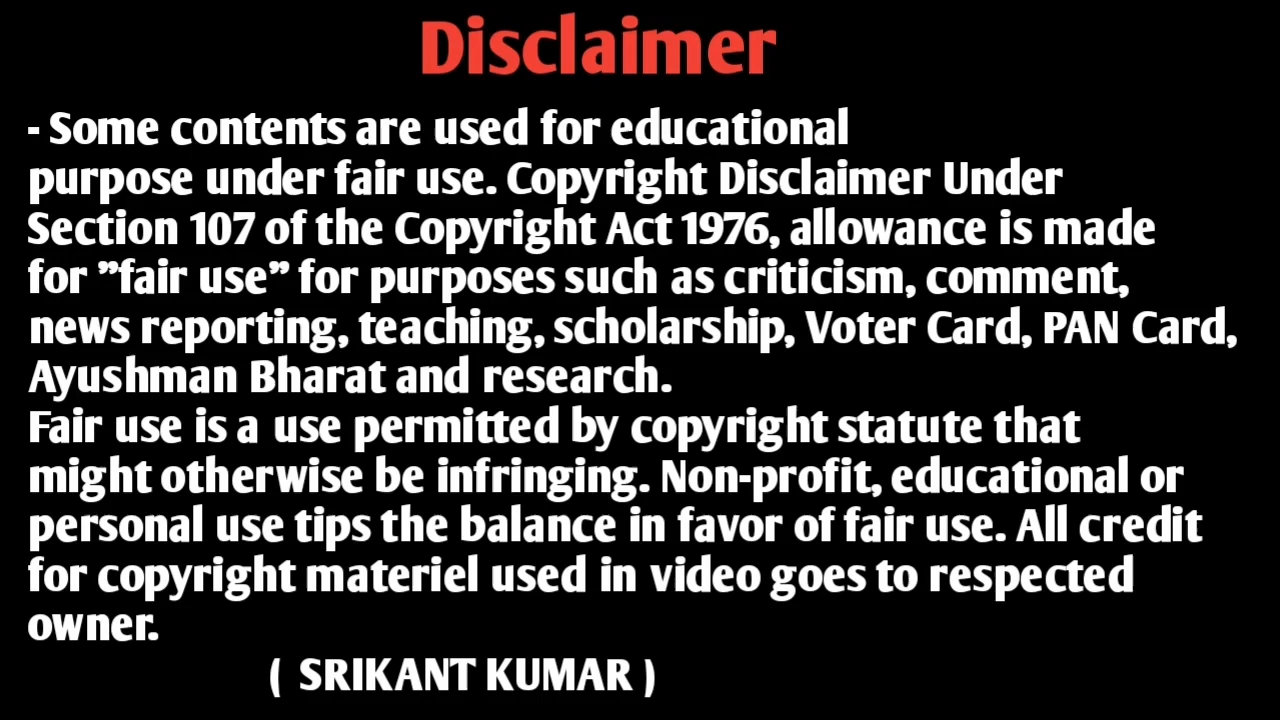 Disclaimer
- Some contents are used for educational
purpose under fair use. Copyright Disclaimer Under
Section 107 of the Copyright Act 1976, allowance is made
for ”fair use” for purposes such as criticism, comment,
news reporting, teaching, scholarship, Voter Card, PAN Card,
Ayushman Bharat and research.
Fair use is a use permitted by copyright statute that
might otherwise be infringing. Non-profit, educational or
personal use tips the balance in favor of fair use. All credit
for copyright materiel used in video goes to respected
owner.
( SRIKANT KUMAR )